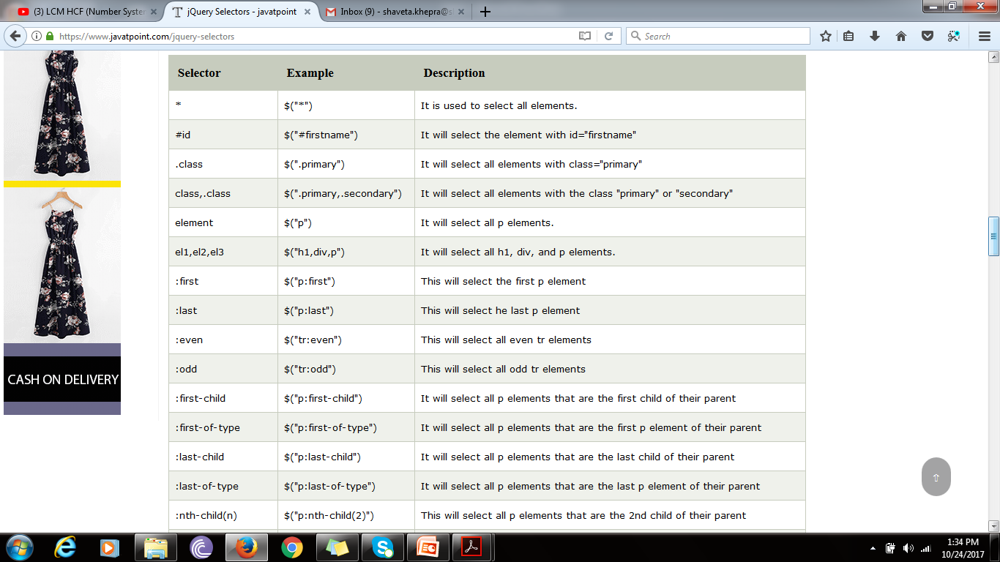 (3) LCM HCF (Number System
jQuery Selectors - javatpoint
Inbox (9) - shaveta.khepra@s
https://www.javatpoint.com/jquery-selectors
Search
CASH ON DELIVERY
Selector Example Description
* $("*") It is used to select all elements.
#id $("#firstname") It will select the element with id="firstname"
.class $(".primary") It will select all elements with class="primary"
class,.class $(".primary,.secondary") It will select all elements with the class "primary" or "secondary"
element $("p") It will select all p elements.
el1,el2,el3 $("h1,div,p") It will select all h1, div, and p elements.
:first $("p:first") This will select the first p element
:last $("p:last") This will select he last p element
:even $("tr:even") This will select all even tr elements
:odd $("tr:odd") This will select all odd tr elements
:first-child $("p:first-child") It will select all p elements that are the first child of their parent
:first-of-type $("p:first-of-type") It will select all p elements that are the first p element of their parent
:last-child $("p:last-child") It will select all p elements that are the last child of their parent
:last-of-type $("p:last-of-type") It will select all p elements that are the last p element of their parent
:nth-child(n) $("p:nth-child(2)") This will select all p elements that are the 2nd child of their parent
1:34 PM
10/24/2017